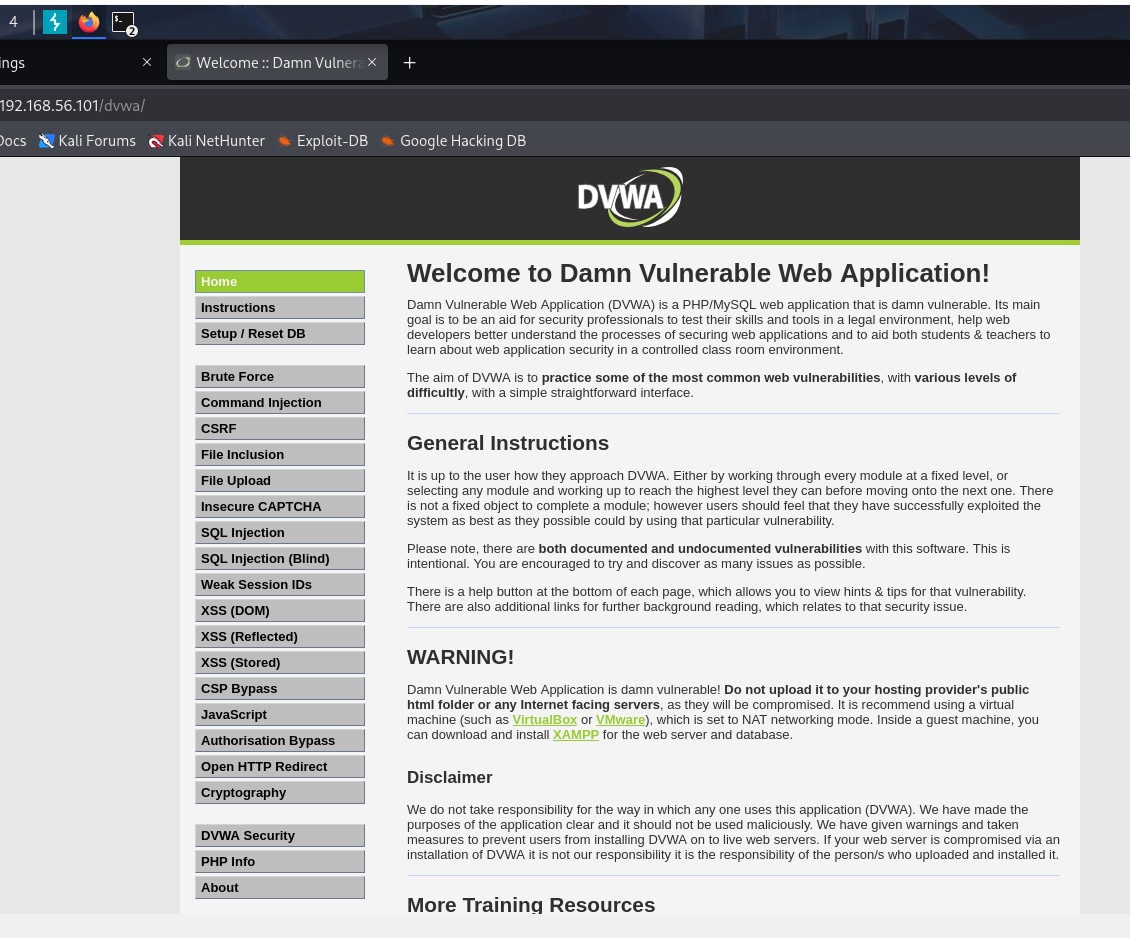 4
2
ings
Welcome :: Damn Vulnera
192.168.56.101/dvwa/
Docs Kali Forums Kali NetHunter Exploit-DB Google Hacking DB
DVWA
Home
Instructions
Setup / Reset DB
Brute Force
Command Injection
CSRF
File Inclusion
File Upload
Insecure CAPTCHA
SQL Injection
SQL Injection (Blind)
Weak Session IDs
XSS (DOM)
XSS (Reflected)
XSS (Stored)
CSP Bypass
JavaScript
Authorisation Bypass
Open HTTP Redirect
Cryptography
DVWA Security
PHP Info
About
Welcome to Damn Vulnerable Web Application!
Damn Vulnerable Web Application (DVWA) is a PHP/MySQL web application that is damn vulnerable. Its main
goal is to be an aid for security professionals to test their skills and tools in a legal environment, help web
developers better understand the processes of securing web applications and to aid both students & teachers to
learn about web application security in a controlled class room environment.
The aim of DVWA is to practice some of the most common web vulnerabilities, with various levels of
difficultly, with a simple straightforward interface.
General Instructions
It is up to the user how they approach DVWA. Either by working through every module at a fixed level, or
selecting any module and working up to reach the highest level they can before moving onto the next one. There
is not a fixed object to complete a module; however users should feel that they have successfully exploited the
system as best as they possible could by using that particular vulnerability.
Please note, there are both documented and undocumented vulnerabilities with this software. This is
intentional. You are encouraged to try and discover as many issues as possible.
There is a help button at the bottom of each page, which allows you to view hints & tips for that vulnerability.
There are also additional links for further background reading, which relates to that security issue.
WARNING!
Damn Vulnerable Web Application is damn vulnerable! Do not upload it to your hosting provider's public
html folder or any Internet facing servers, as they will be compromised. It is recommend using a virtual
machine (such as VirtualBox or VMware), which is set to NAT networking mode. Inside a guest machine, you
can download and install XAMPP for the web server and database.
Disclaimer
We do not take responsibility for the way in which any one uses this application (DVWA). We have made the
purposes of the application clear and it should not be used maliciously. We have given warnings and taken
measures to prevent users from installing DVWA on to live web servers. If your web server is compromised via an
installation of DVWA it is not our responsibility it is the responsibility of the person/s who uploaded and installed it.
More Training Resources